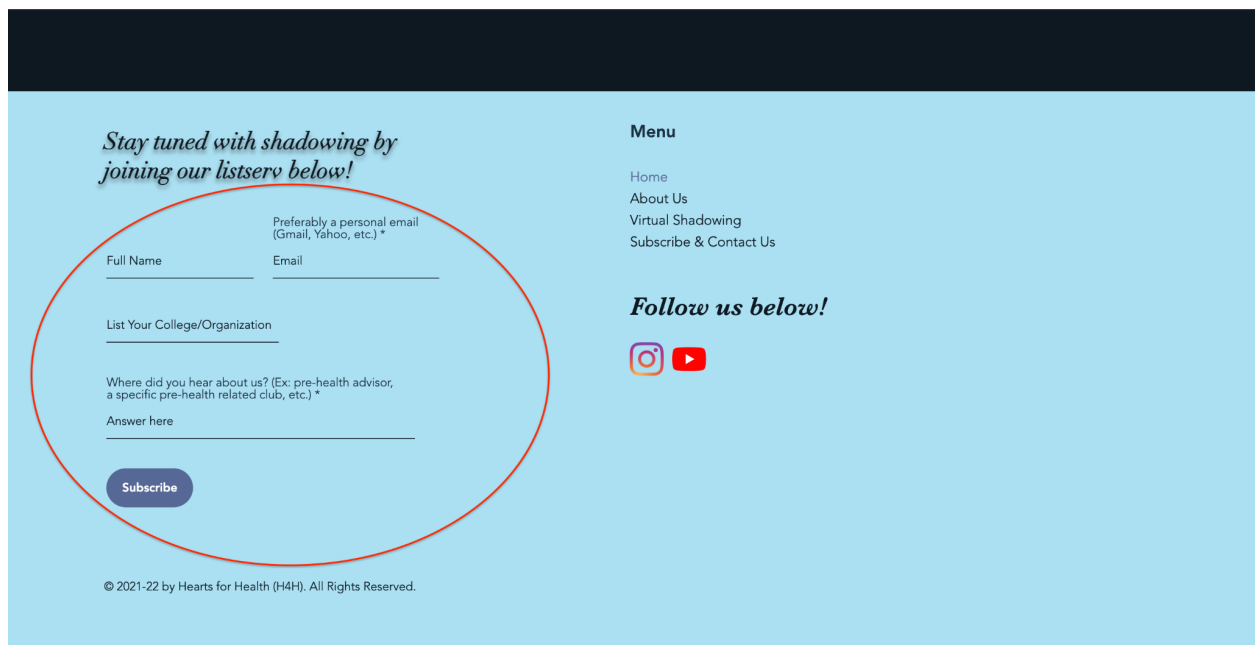 Stay tuned with shadowing by
joining our listserv below!
Preferably a personal email
(Gmail, Yahoo, etc.) *
Full Name
Email
List Your College/Organization
Where did you hear about us? (Ex: pre-health advisor,
a specific pre-health related club, etc.) *
Answer here
Subscribe
© 2021-22 by Hearts for Health (H4H). All Rights Reserved.
Menu
Home
About Us
Virtual Shadowing
Subscribe & Contact Us
Follow us below!